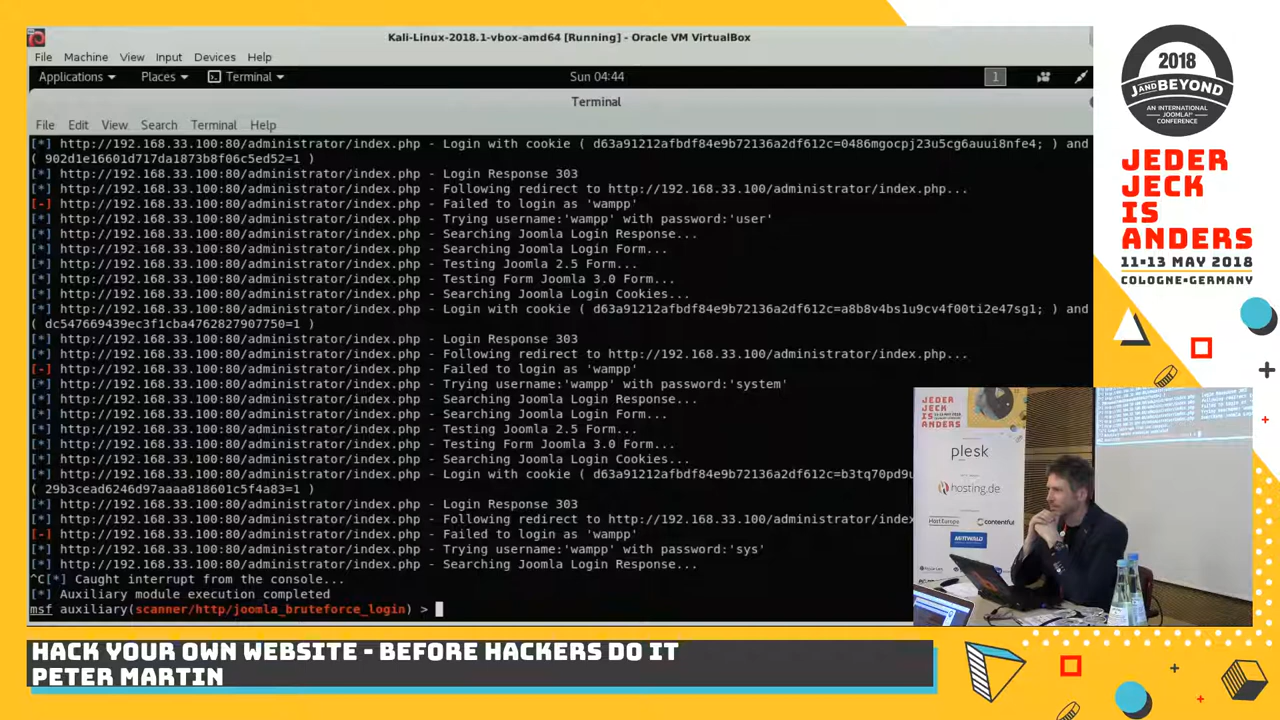 Kali-Linux-2018.1-vbox-amd64 [Running] - Oracle VM VirtualBox
File Machine View Input Devices Help
Applications Places Terminal Sun 04:44 1
Terminal
File Edit View Search Terminal Help
[*] http://192.168.33.100:80/administrator/index.php - Login with cookie ( d63a91212afbdf84e9b72136a2df612c=0486mgocpj23u5cg6auui8nfe4; ) and
( 902d1e16601d717da1873b8f06c5ed52=1 )
[*] http://192.168.33.100:80/administrator/index.php - Login Response 303
[*] http://192.168.33.100:80/administrator/index.php - Following redirect to http://192.168.33.100/administrator/index.php...
[-] http://192.168.33.100:80/administrator/index.php - Failed to login as 'wampp'
[*] http://192.168.33.100:80/administrator/index.php - Trying username:'wampp' with password:'user'
[*] http://192.168.33.100:80/administrator/index.php - Searching Joomla Login Response...
[*] http://192.168.33.100:80/administrator/index.php - Searching Joomla Login Form...
[*] http://192.168.33.100:80/administrator/index.php - Testing Joomla 2.5 Form...
[*] http://192.168.33.100:80/administrator/index.php - Testing Form Joomla 3.0 Form...
[*] http://192.168.33.100:80/administrator/index.php - Searching Joomla Login Cookies...
[*] http://192.168.33.100:80/administrator/index.php - Login with cookie ( d63a91212afbdf84e9b72136a2df612c=a8b8v4bs1u9cv4f00ti2e47sg1; ) and
( dc547669439ec3f1cba4762827907750=1 )
[*] http://192.168.33.100:80/administrator/index.php - Login Response 303
[*] http://192.168.33.100:80/administrator/index.php - Following redirect to http://192.168.33.100/administrator/index.php...
[-] http://192.168.33.100:80/administrator/index.php - Failed to login as 'wampp'
[*] http://192.168.33.100:80/administrator/index.php - Trying username:'wampp' with password:'system'
[*] http://192.168.33.100:80/administrator/index.php - Searching Joomla Login Response...
[*] http://192.168.33.100:80/administrator/index.php - Searching Joomla Login Form...
[*] http://192.168.33.100:80/administrator/index.php - Testing Joomla 2.5 Form...
[*] http://192.168.33.100:80/administrator/index.php - Testing Form Joomla 3.0 Form...
[*] http://192.168.33.100:80/administrator/index.php - Searching Joomla Login Cookies...
[*] http://192.168.33.100:80/administrator/index.php - Login with cookie ( d63a91212afbdf84e9b72136a2df612c=b3tq70pd9
( 29b3cead6246d97aaaa818601c5f4a83=1 )
[*] http://192.168.33.100:80/administrator/index.php - Login Response 303
[*] http://192.168.33.100:80/administrator/index.php - Following redirect to http://192.168.33.100/administrator/index
[-] http://192.168.33.100:80/administrator/index.php - Failed to login as 'wampp'
[*] http://192.168.33.100:80/administrator/index.php - Trying username:'wampp' with password:'sys'
[*] http://192.168.33.100:80/administrator/index.php - Searching Joomla Login Response...
^C[*] Caught interrupt from the console...
[*] Auxiliary module execution completed
msf auxiliary(scanner/http/joomla_bruteforce_login) >
2018
JANDBEYOND
AN INTERNATIONAL
JOOMLA! CONFERENCE
JEDER
JECK
IS
ANDERS
11-13 MAY 2018
COLOGNE•GERMANY
JEDER
JECK
IS
ANDERS
plesk
hosting.de
HostEurope contentful
MITTWALD
HACK YOUR OWN WEBSITE - BEFORE HACKERS DO IT
PETER MARTIN